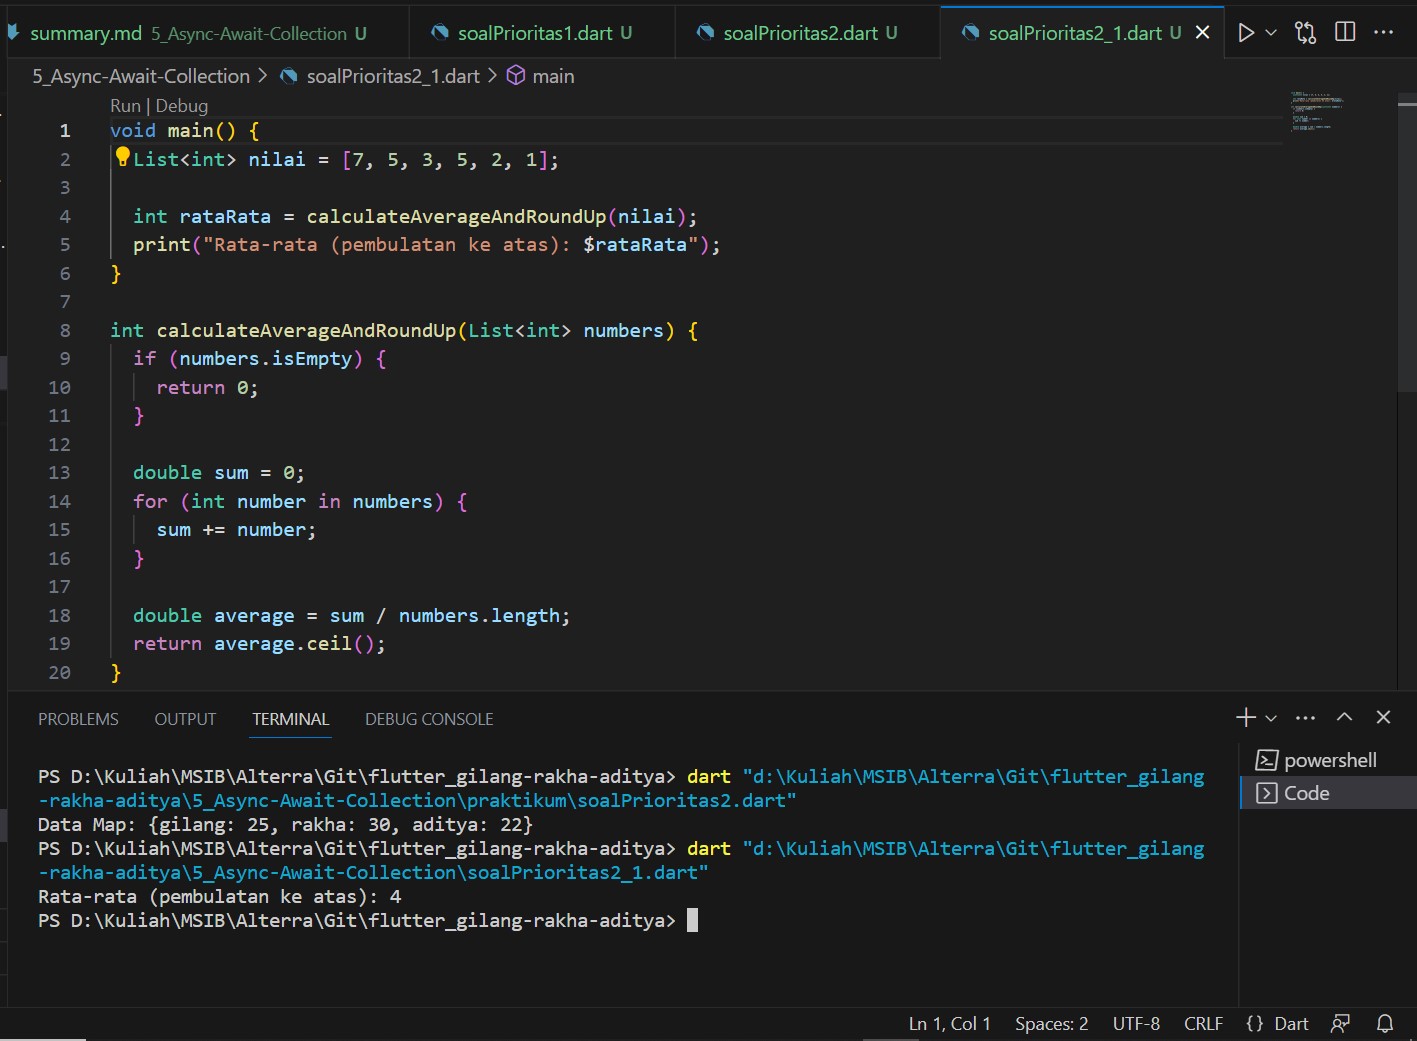 summary.md 5_Async-Await-Collection U
soalPrioritas1.dart U
soalPrioritas2.dart U
soalPrioritas2_1.dart U
5_Async-Await-Collection > soalPrioritas2_1.dart > main
Run | Debug
1 void main() {
2 List<int> nilai = [7, 5, 3, 5, 2, 1];
3
4 int rataRata = calculateAverageAndRoundUp(nilai);
5 print("Rata-rata (pembulatan ke atas): $rataRata");
6 }
7
8 int calculateAverageAndRoundUp(List<int> numbers) {
9 if (numbers.isEmpty) {
10 return 0;
11 }
12
13 double sum = 0;
14 for (int number in numbers) {
15 sum += number;
16 }
17
18 double average = sum / numbers.length;
19 return average.ceil();
20 }
PROBLEMS OUTPUT TERMINAL DEBUG CONSOLE
PS D:\Kuliah\MSIB\Alterra\Git\flutter_gilang-rakha-aditya> dart "d:\Kuliah\MSIB\Alterra\Git\flutter_gilang
-rakha-aditya\5_Async-Await-Collection\praktikum\soalPrioritas2.dart"
Data Map: {gilang: 25, rakha: 30, aditya: 22}
PS D:\Kuliah\MSIB\Alterra\Git\flutter_gilang-rakha-aditya> dart "d:\Kuliah\MSIB\Alterra\Git\flutter_gilang
-rakha-aditya\5_Async-Await-Collection\soalPrioritas2_1.dart"
Rata-rata (pembulatan ke atas): 4
PS D:\Kuliah\MSIB\Alterra\Git\flutter_gilang-rakha-aditya>
powershell
Code
Ln 1, Col 1 Spaces: 2 UTF-8 CRLF {} Dart